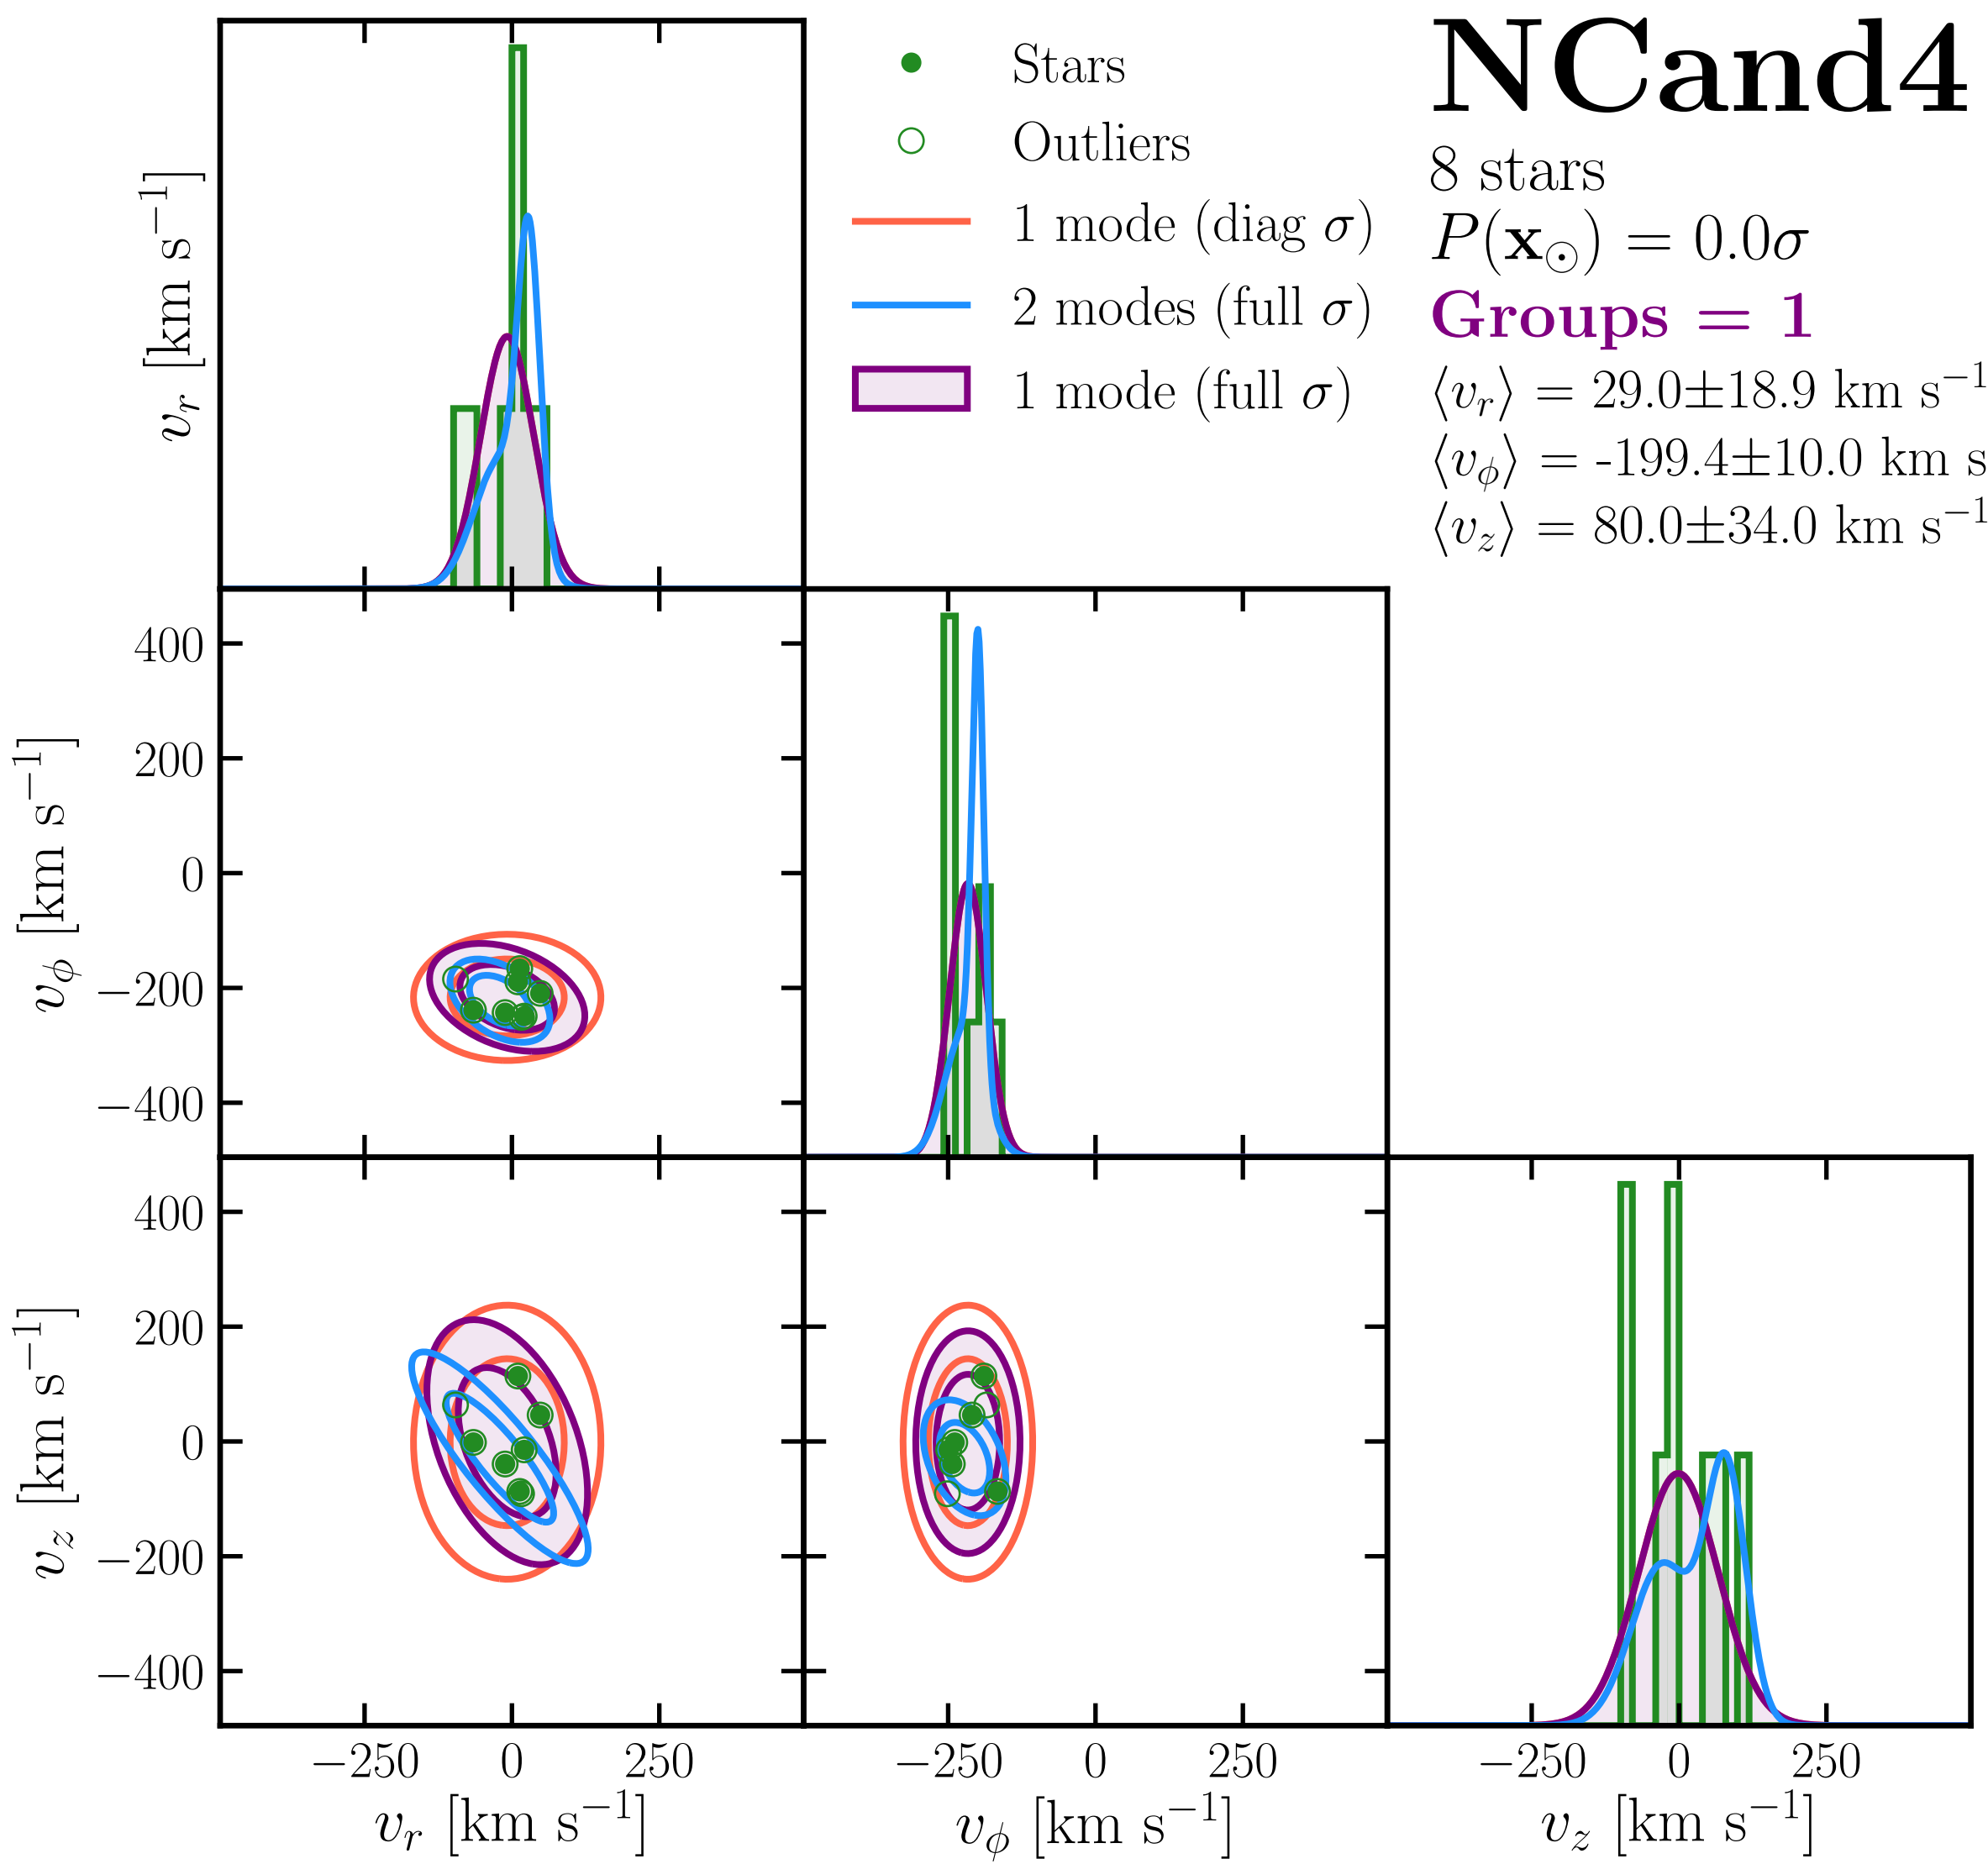 NCand4
8 stars
P(x⊙) = 0.0σ
Groups = 1
⟨v_r⟩ = 29.0±18.9 km s⁻¹
⟨v_ϕ⟩ = -199.4±10.0 km s
⟨v_z⟩ = 80.0±34.0 km s⁻¹
Stars
Outliers
1 mode (diag σ)
2 modes (full σ)
1 mode (full σ)
v_r [km s⁻¹]
400
200
0
−200
−400
v_ϕ [km s⁻¹]
400
200
0
−200
−400
v_z [km s⁻¹]
−250 0 250
v_r [km s⁻¹]
−250 0 250
v_ϕ [km s⁻¹]
−250 0 250
v_z [km s⁻¹]